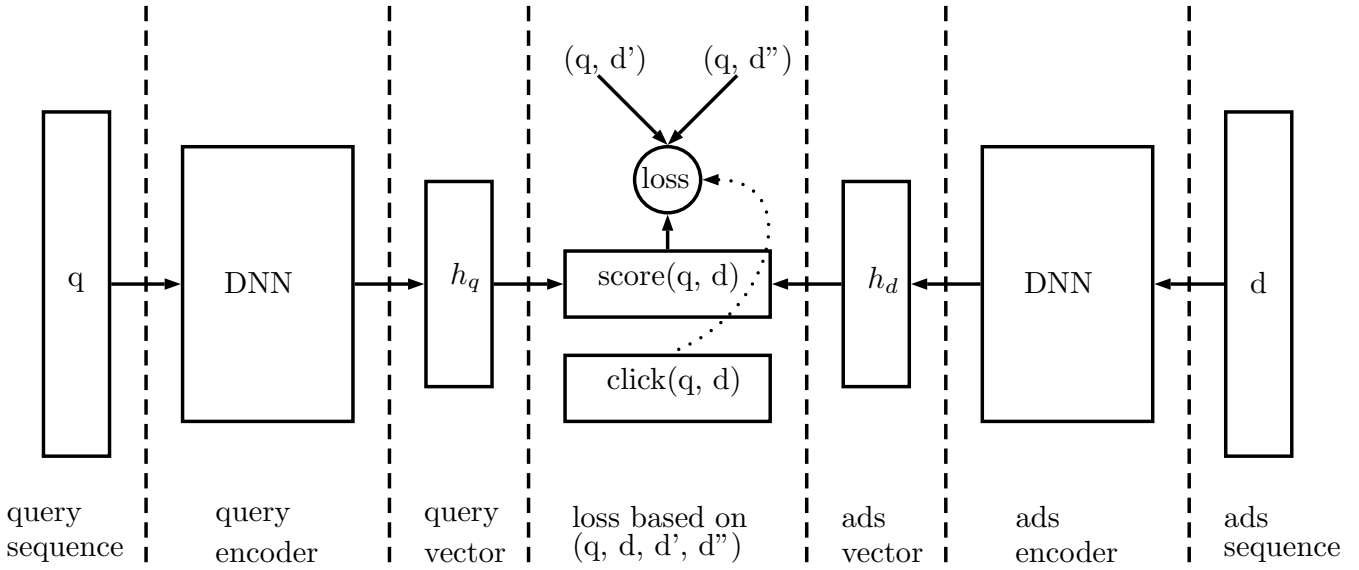 (q, d') (q, d”)
loss
q DNN h_q score(q, d) h_d DNN d
click(q, d)
query query query loss based on ads ads ads
sequence encoder vector (q, d, d', d”) vector encoder sequence